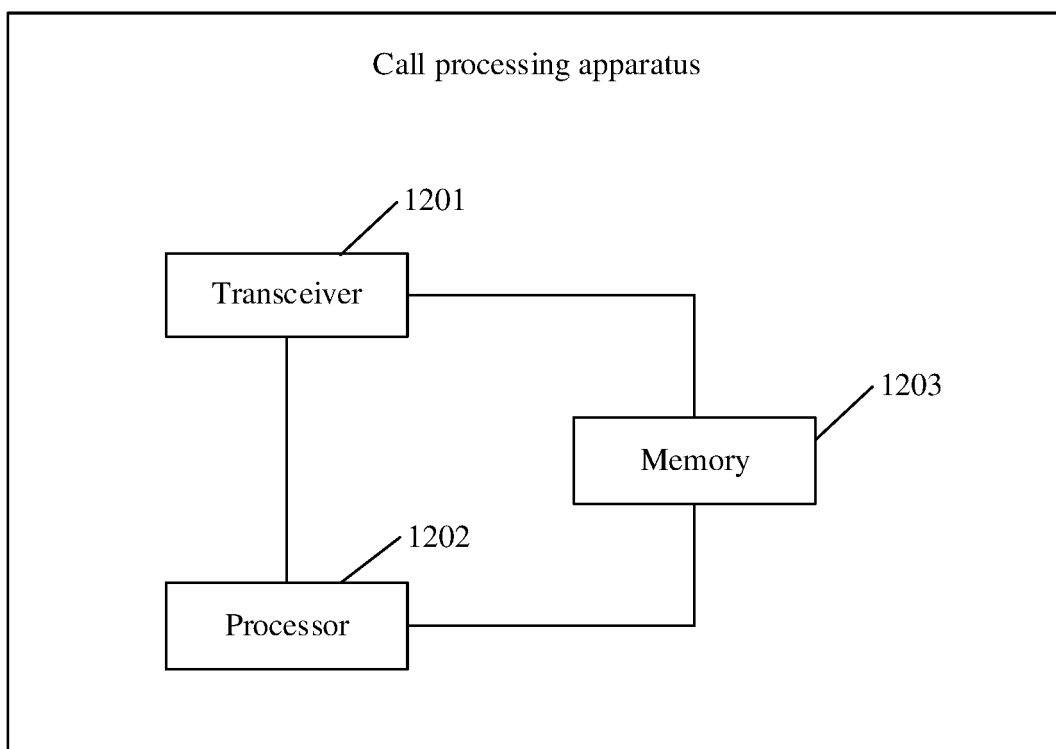 Call processing apparatus
1201
Transceiver
1203
Memory
1202
Processor